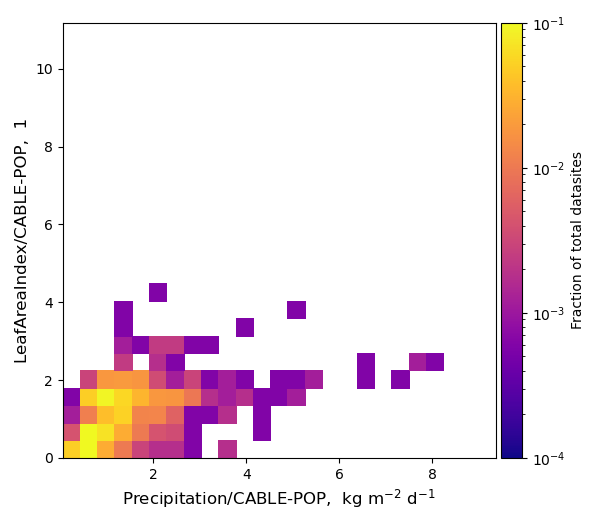 10
8
6
4
2
0
2 4 6 8
LeafAreaIndex/CABLE-POP, 1
Precipitation/CABLE-POP, kg m⁻² d⁻¹
10⁻¹
10⁻²
10⁻³
10⁻⁴
Fraction of total datasites